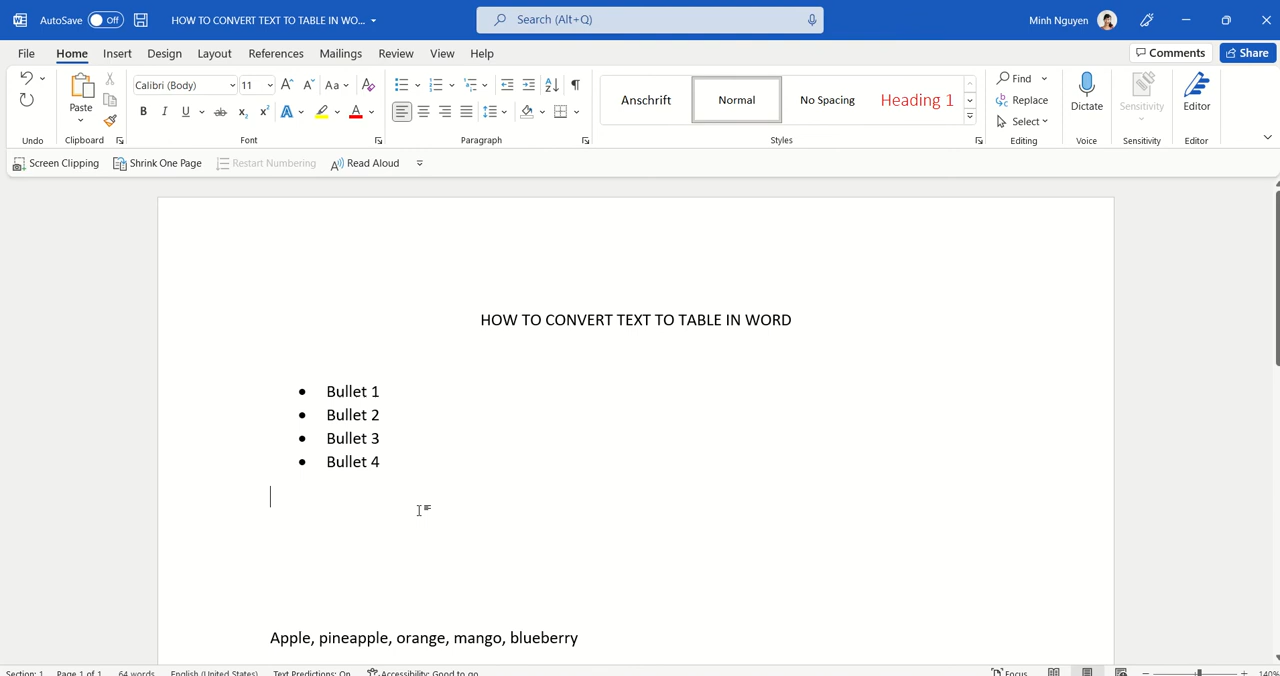 AutoSave Off HOW TO CONVERT TEXT TO TABLE IN WO... Search (Alt+Q) Minh Nguyen
File Home Insert Design Layout References Mailings Review View Help Comments Share
Calibri (Body) 11 Aa
Paste
B I U ab x₂ x² A A
Anschrift Normal No Spacing Heading 1
Find
Replace
Select
Dictate Sensitivity Editor
Undo Clipboard Font Paragraph Styles Editing Voice Sensitivity Editor
Screen Clipping Shrink One Page Restart Numbering Read Aloud
HOW TO CONVERT TEXT TO TABLE IN WORD
• Bullet 1
• Bullet 2
• Bullet 3
• Bullet 4
Apple, pineapple, orange, mango, blueberry
Section: 1 Page 1 of 1 64 words English (United States) Text Predictions: On Accessibility: Good to go Focus 140%